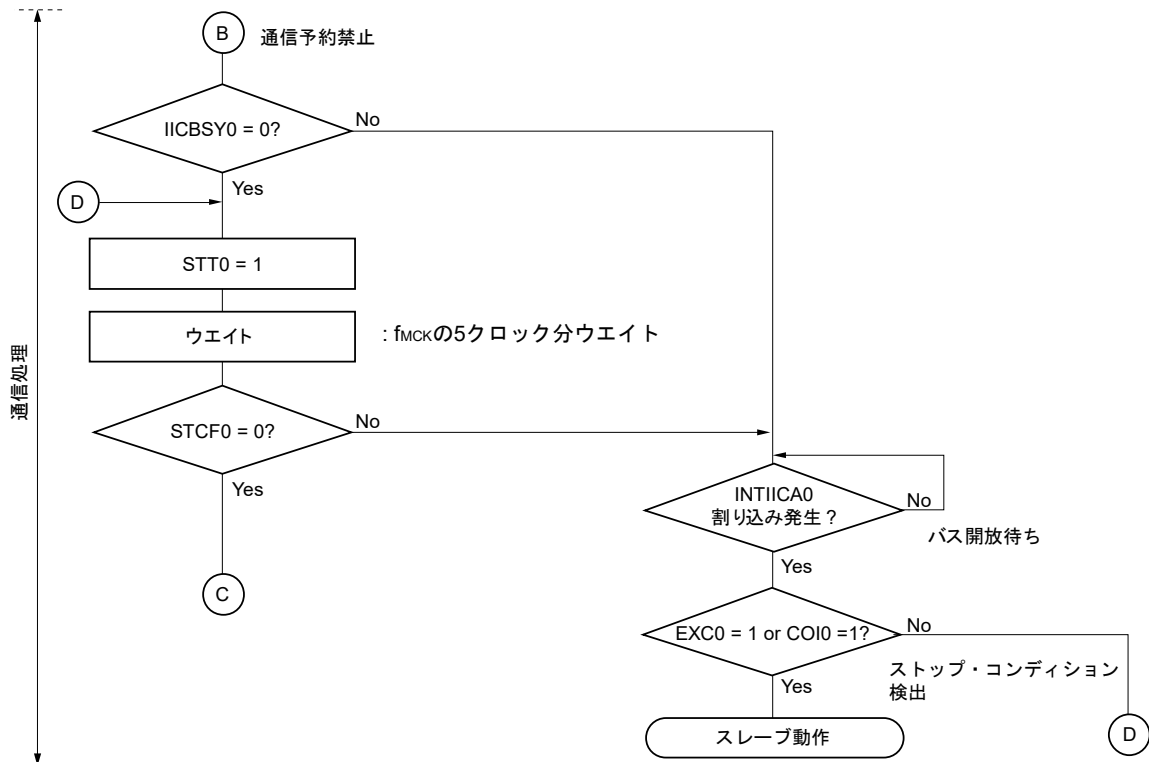 B 通信予約禁止
IICBSY0 = 0?
No
Yes
D
STT0 = 1
ウエイト
: fMCKの5クロック分ウエイト
STCF0 = 0?
No
Yes
C
INTIICA0
割り込み発生？
No
バス開放待ち
Yes
EXC0 = 1 or COI0 =1?
No
ストップ・コンディション
検出
Yes
スレーブ動作
D
通信処理